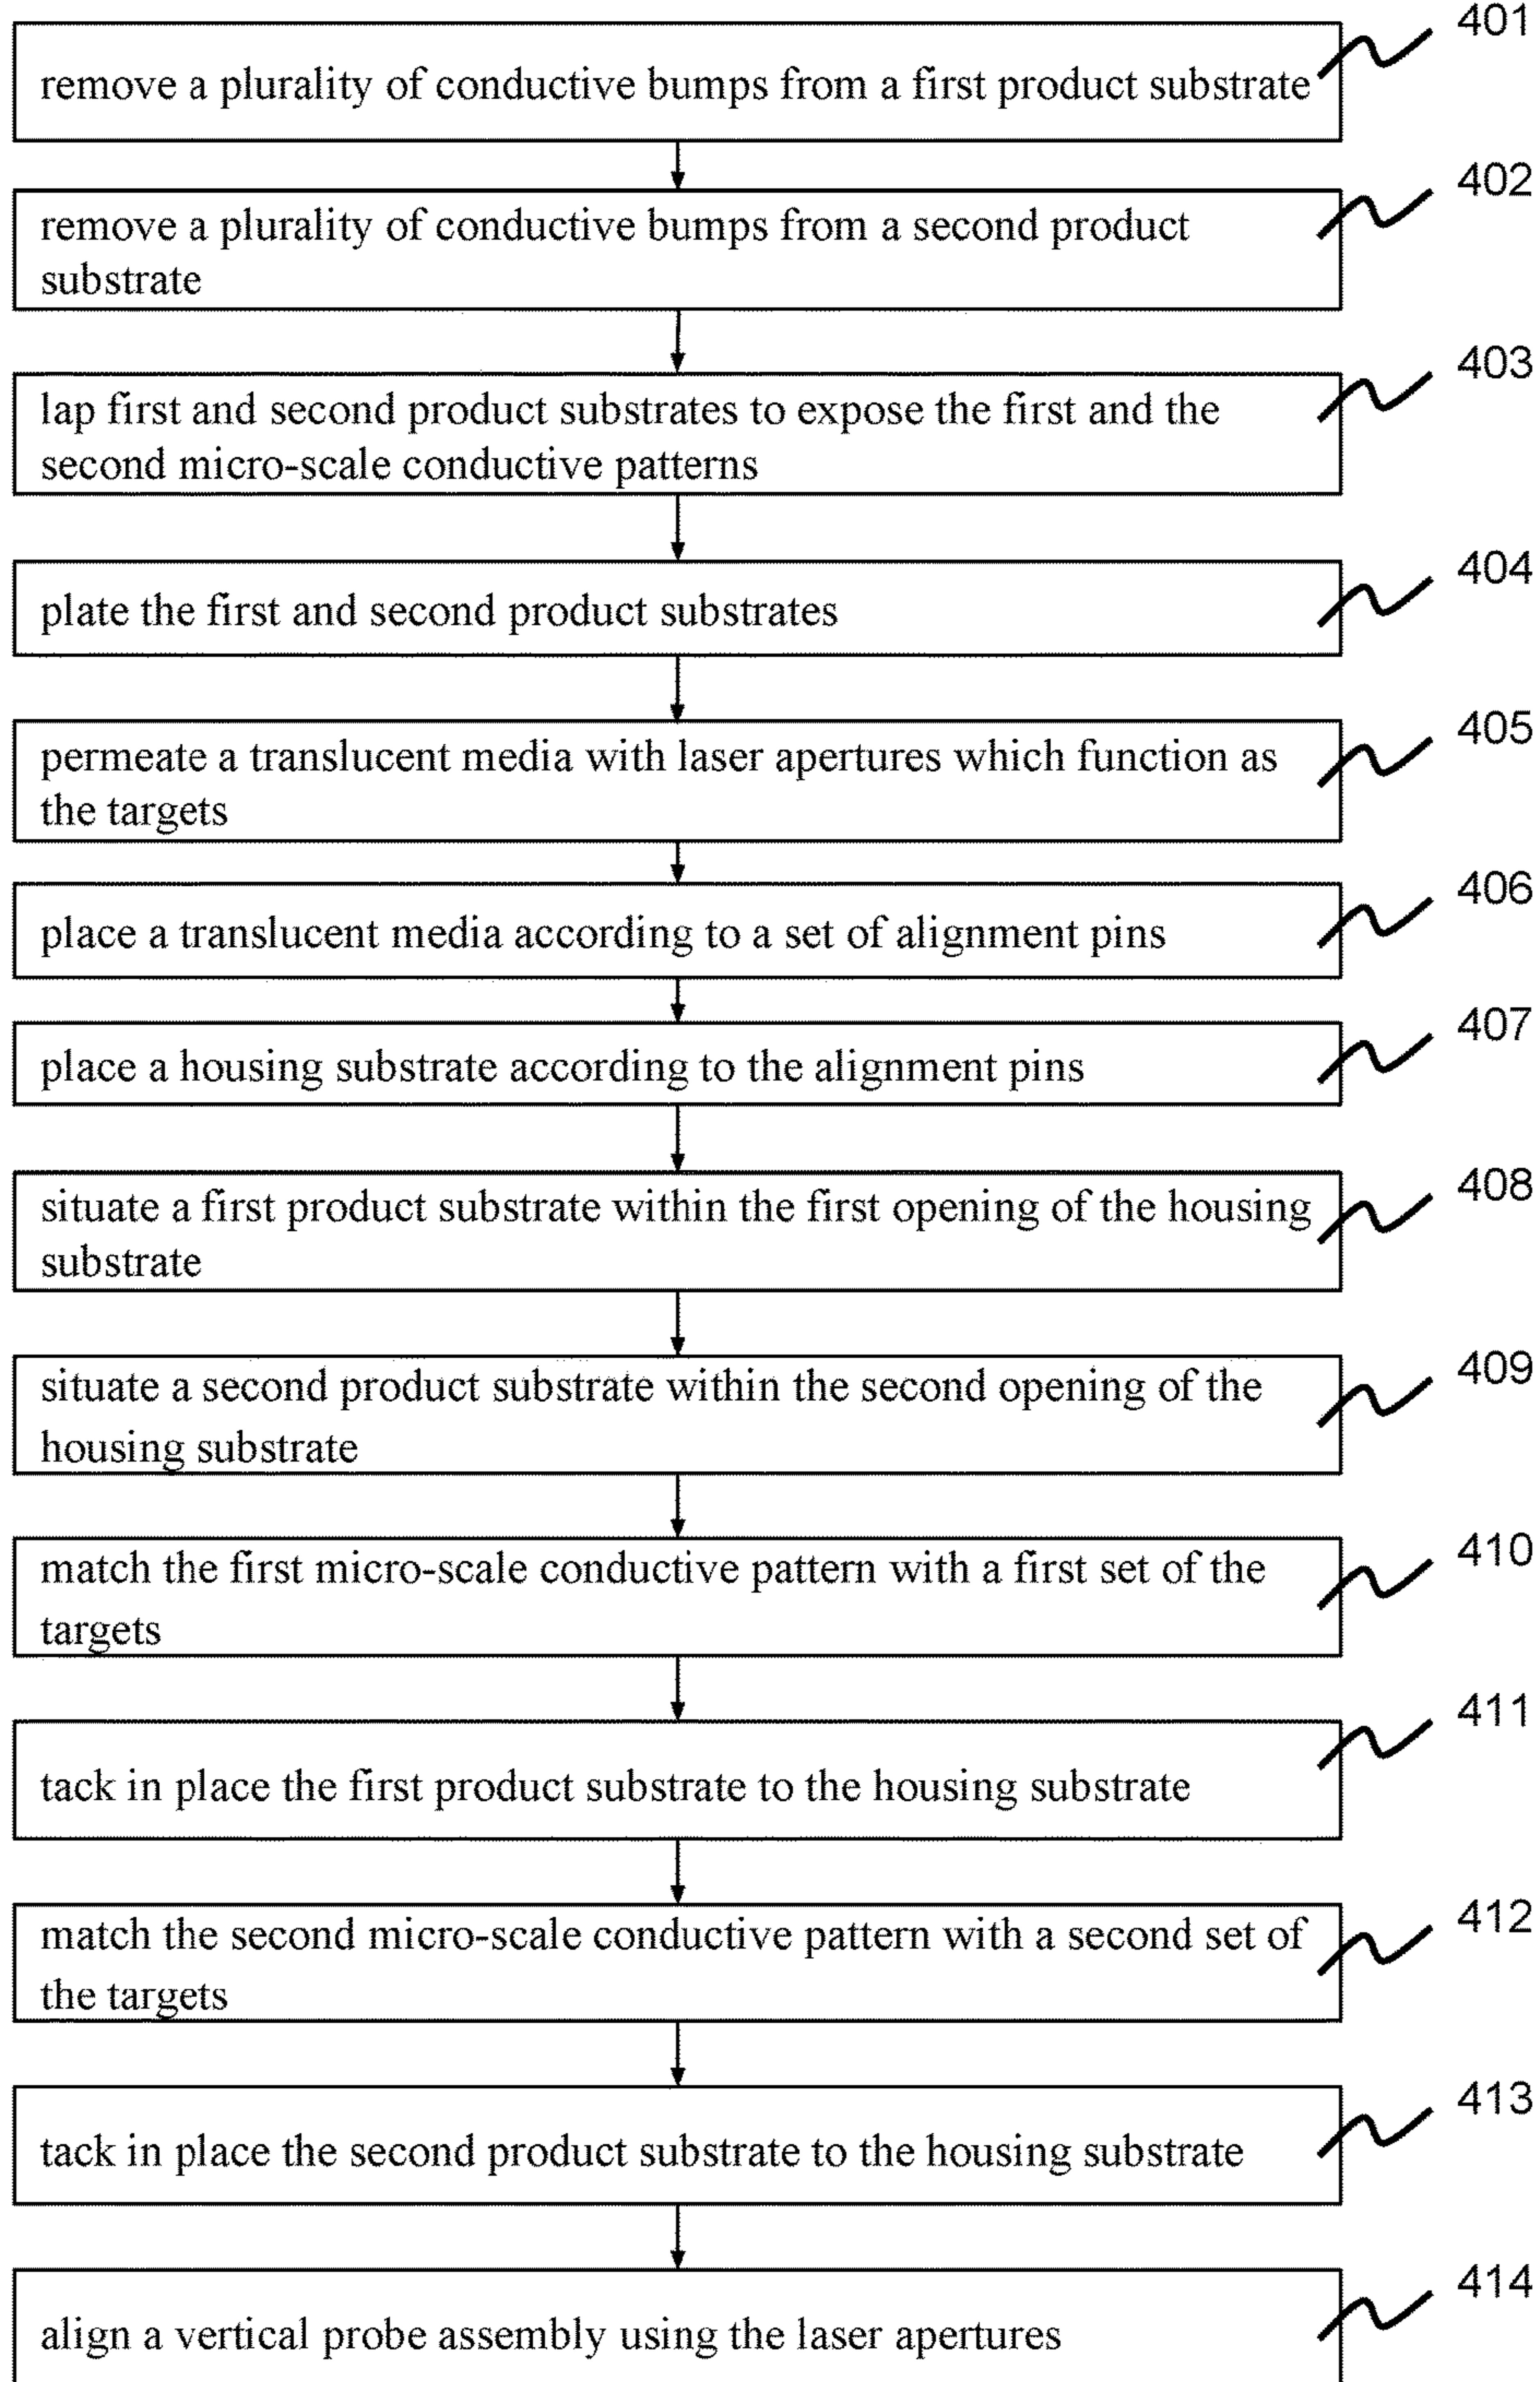 401
remove a plurality of conductive bumps from a first product substrate
402
remove a plurality of conductive bumps from a second product
substrate
403
lap first and second product substrates to expose the first and the
second micro-scale conductive patterns
404
plate the first and second product substrates
405
permeate a translucent media with laser apertures which function as
the targets
406
place a translucent media according to a set of alignment pins
407
place a housing substrate according to the alignment pins
408
situate a first product substrate within the first opening of the housing
substrate
409
situate a second product substrate within the second opening of the
housing substrate
410
match the first micro-scale conductive pattern with a first set of the
targets
411
tack in place the first product substrate to the housing substrate
412
match the second micro-scale conductive pattern with a second set of
the targets
413
tack in place the second product substrate to the housing substrate
414
align a vertical probe assembly using the laser apertures